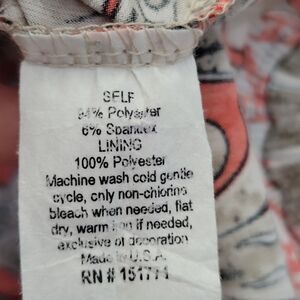 SELF
94% Polyester
6% Spandex
LINING
100% Polyester
Machine wash cold gentle
cycle, only non-chlorine
bleach when needed, flat
dry, warm iron if needed,
exclusive of decoration
Made in U.S.A.
RN #